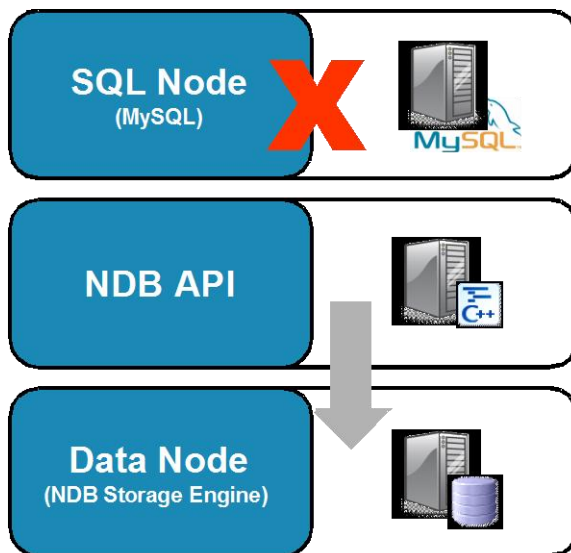 SQL Node
(MySQL)
X
MySQL
NDB API
C++
Data Node
(NDB Storage Engine)